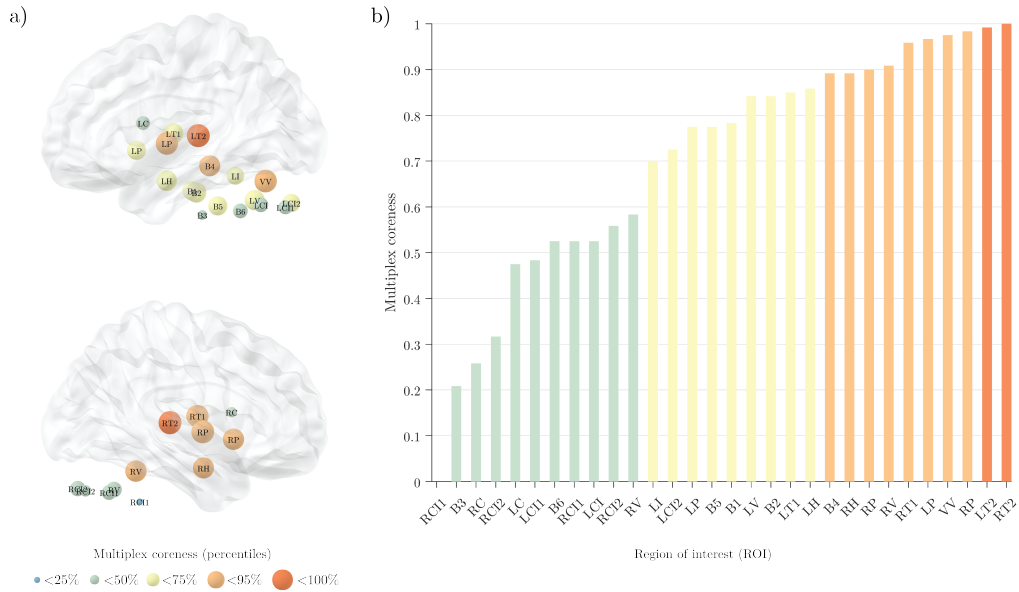 a)
LC
LT1
LT2
LP
LP
B4
LH
LI
VV
B1
B2
LV
B5
LCI
LCI2
LCI1
B6
B3
RT1
RC
RT2
RP
RP
RV
RH
RCI2
RCI2
RV
RCI1
RCI1
Multiplex coreness (percentiles)
<25% <50% <75% <95% <100%
b)
Multiplex coreness
1
0.9
0.8
0.7
0.6
0.5
0.4
0.3
0.2
0.1
0
RCI1 B3 RC RCI2 LC LCI1 B6 RCI1 LCI RCI2 RV LI LCI2 LP B5 B1 LV B2 LT1 LH B4 RH RP RV RT1 LP VV RP LT2 RT2
Region of interest (ROI)